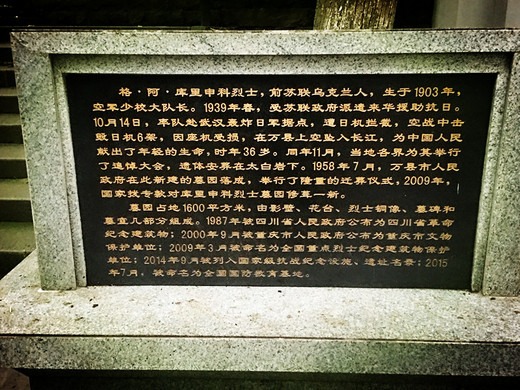 格·阿·库里申科烈士，前苏联乌克兰人，生于1903年，
空军少校大队长。1939年春，受苏联政府派遣来华援助抗日。
10月14日，率队赴武汉轰炸日军据点，遭日机拦截，空战中击
毁日机6架，因座机受损，在万县上空坠入长江，为中国人民
献出了年轻的生命，时年36岁。同年11月，当地各界为其举行
了追悼大会，遗体安葬在太白岩下。1958年7月，万县市人民
政府在此新建的墓园落成，举行了隆重的迁葬仪式，2009年，
国家拨专款对库里申科烈士墓园修葺一新。
墓园占地1600平方米，由影壁、花台、烈士铜像、墓碑和
墓室几部分组成。1987年被四川省人民政府公布为四川省革命
纪念建筑物；2000年9月被重庆市人民政府公布为重庆市文物
保护单位；2009年3月被命名为全国重点烈士纪念建筑物保护
单位；2014年9月被列入国家级抗战纪念设施、遗址名录；2015
年7月，被命名为全国国防教育基地。